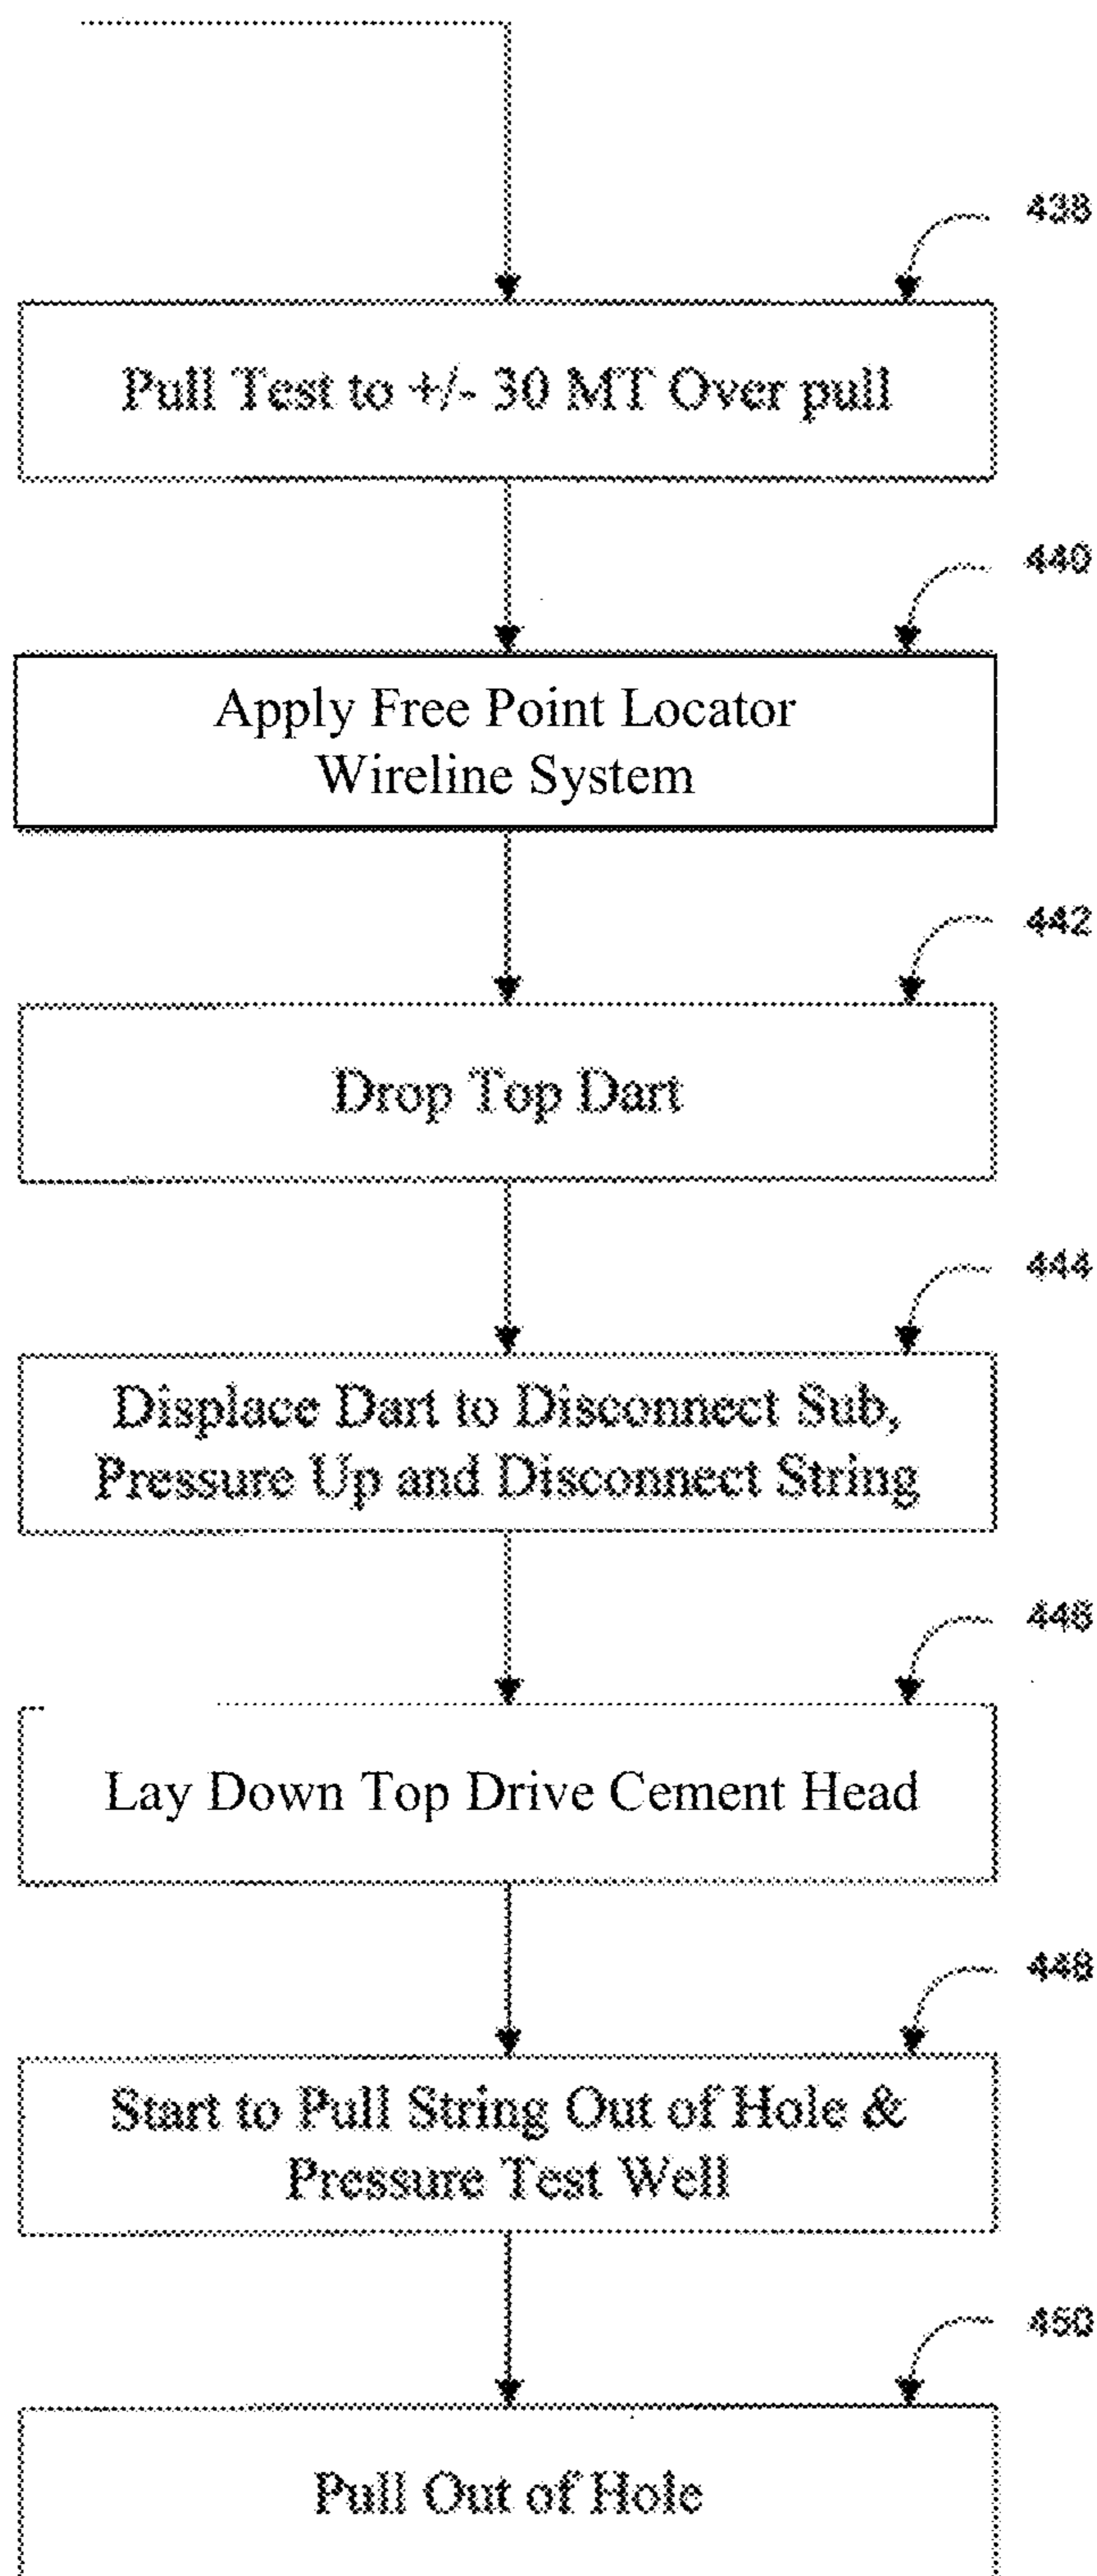 438
Pull Test to +/- 30 MT Over pull
440
Apply Free Point Locator
Wireline System
442
Drop Top Dart
444
Displace Dart to Disconnect Sub,
Pressure Up and Disconnect String
446
Lay Down Top Drive Cement Head
448
Start to Pull String Out of Hole &
Pressure Test Well
450
Pull Out of Hole